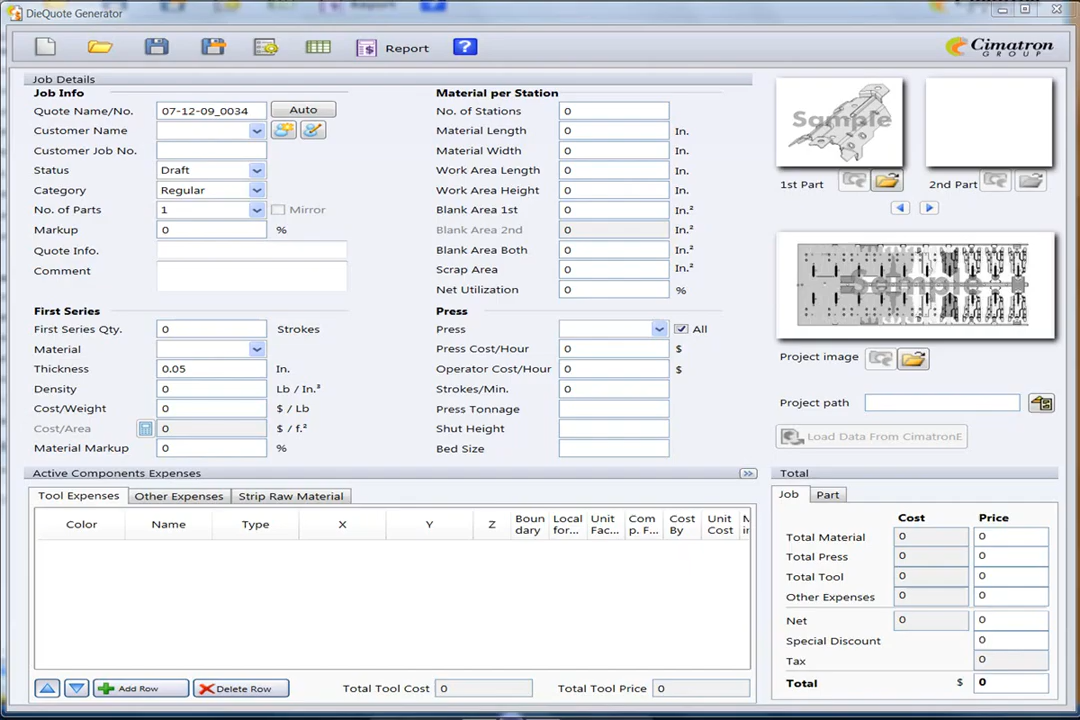 DieQuote Generator
Report
?
Cimatron
GROUP
Job Details
Job Info
Quote Name/No. 07-12-09_0034 Auto
Customer Name
Customer Job No.
Status Draft
Category Regular
No. of Parts 1 Mirror
Markup 0 %
Quote Info.
Comment
First Series
First Series Qty. 0 Strokes
Material
Thickness 0.05 In.
Density 0 Lb / In.³
Cost/Weight 0 $ / Lb
Cost/Area 0 $ / f.²
Material Markup 0 %
Material per Station
No. of Stations 0
Material Length 0 In.
Material Width 0 In.
Work Area Length 0 In.
Work Area Height 0 In.
Blank Area 1st 0 In.²
Blank Area 2nd 0 In.²
Blank Area Both 0 In.²
Scrap Area 0 In.²
Net Utilization 0 %
Press
Press All
Press Cost/Hour 0 $
Operator Cost/Hour 0 $
Strokes/Min. 0
Press Tonnage
Shut Height
Bed Size
Sample
1st Part 2nd Part
Sample
Project image
Project path
Load Data From CimatronE
Active Components Expenses
Tool Expenses Other Expenses Strip Raw Material
Color Name Type X Y Z Boun dary Local for... Unit Fac... Com p. F... Cost By Unit Cost M in
Add Row Delete Row Total Tool Cost 0 Total Tool Price 0
Total
Job Part
Cost Price
Total Material 0 0
Total Press 0 0
Total Tool 0 0
Other Expenses 0 0
Net 0 0
Special Discount 0
Tax 0
Total $ 0